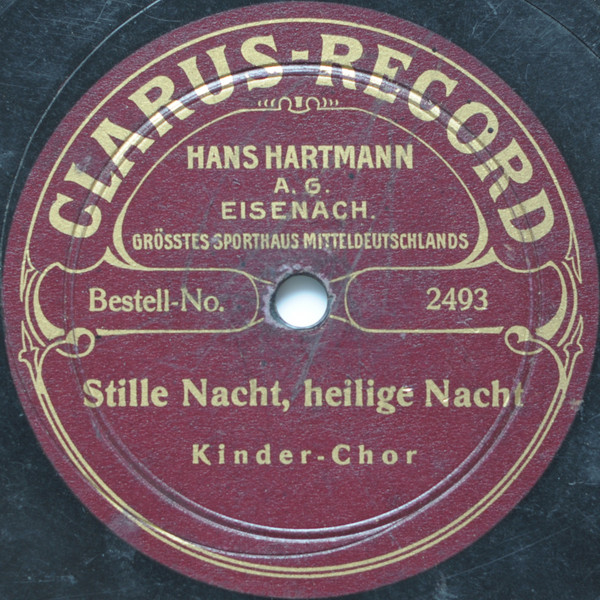 CLARUS-RECORD
HANS HARTMANN
A. G.
EISENACH.
GRÖSSTES SPORTHAUS MITTELDEUTSCHLANDS
Bestell-No. 2493
Stille Nacht, heilige Nacht
Kinder-Chor